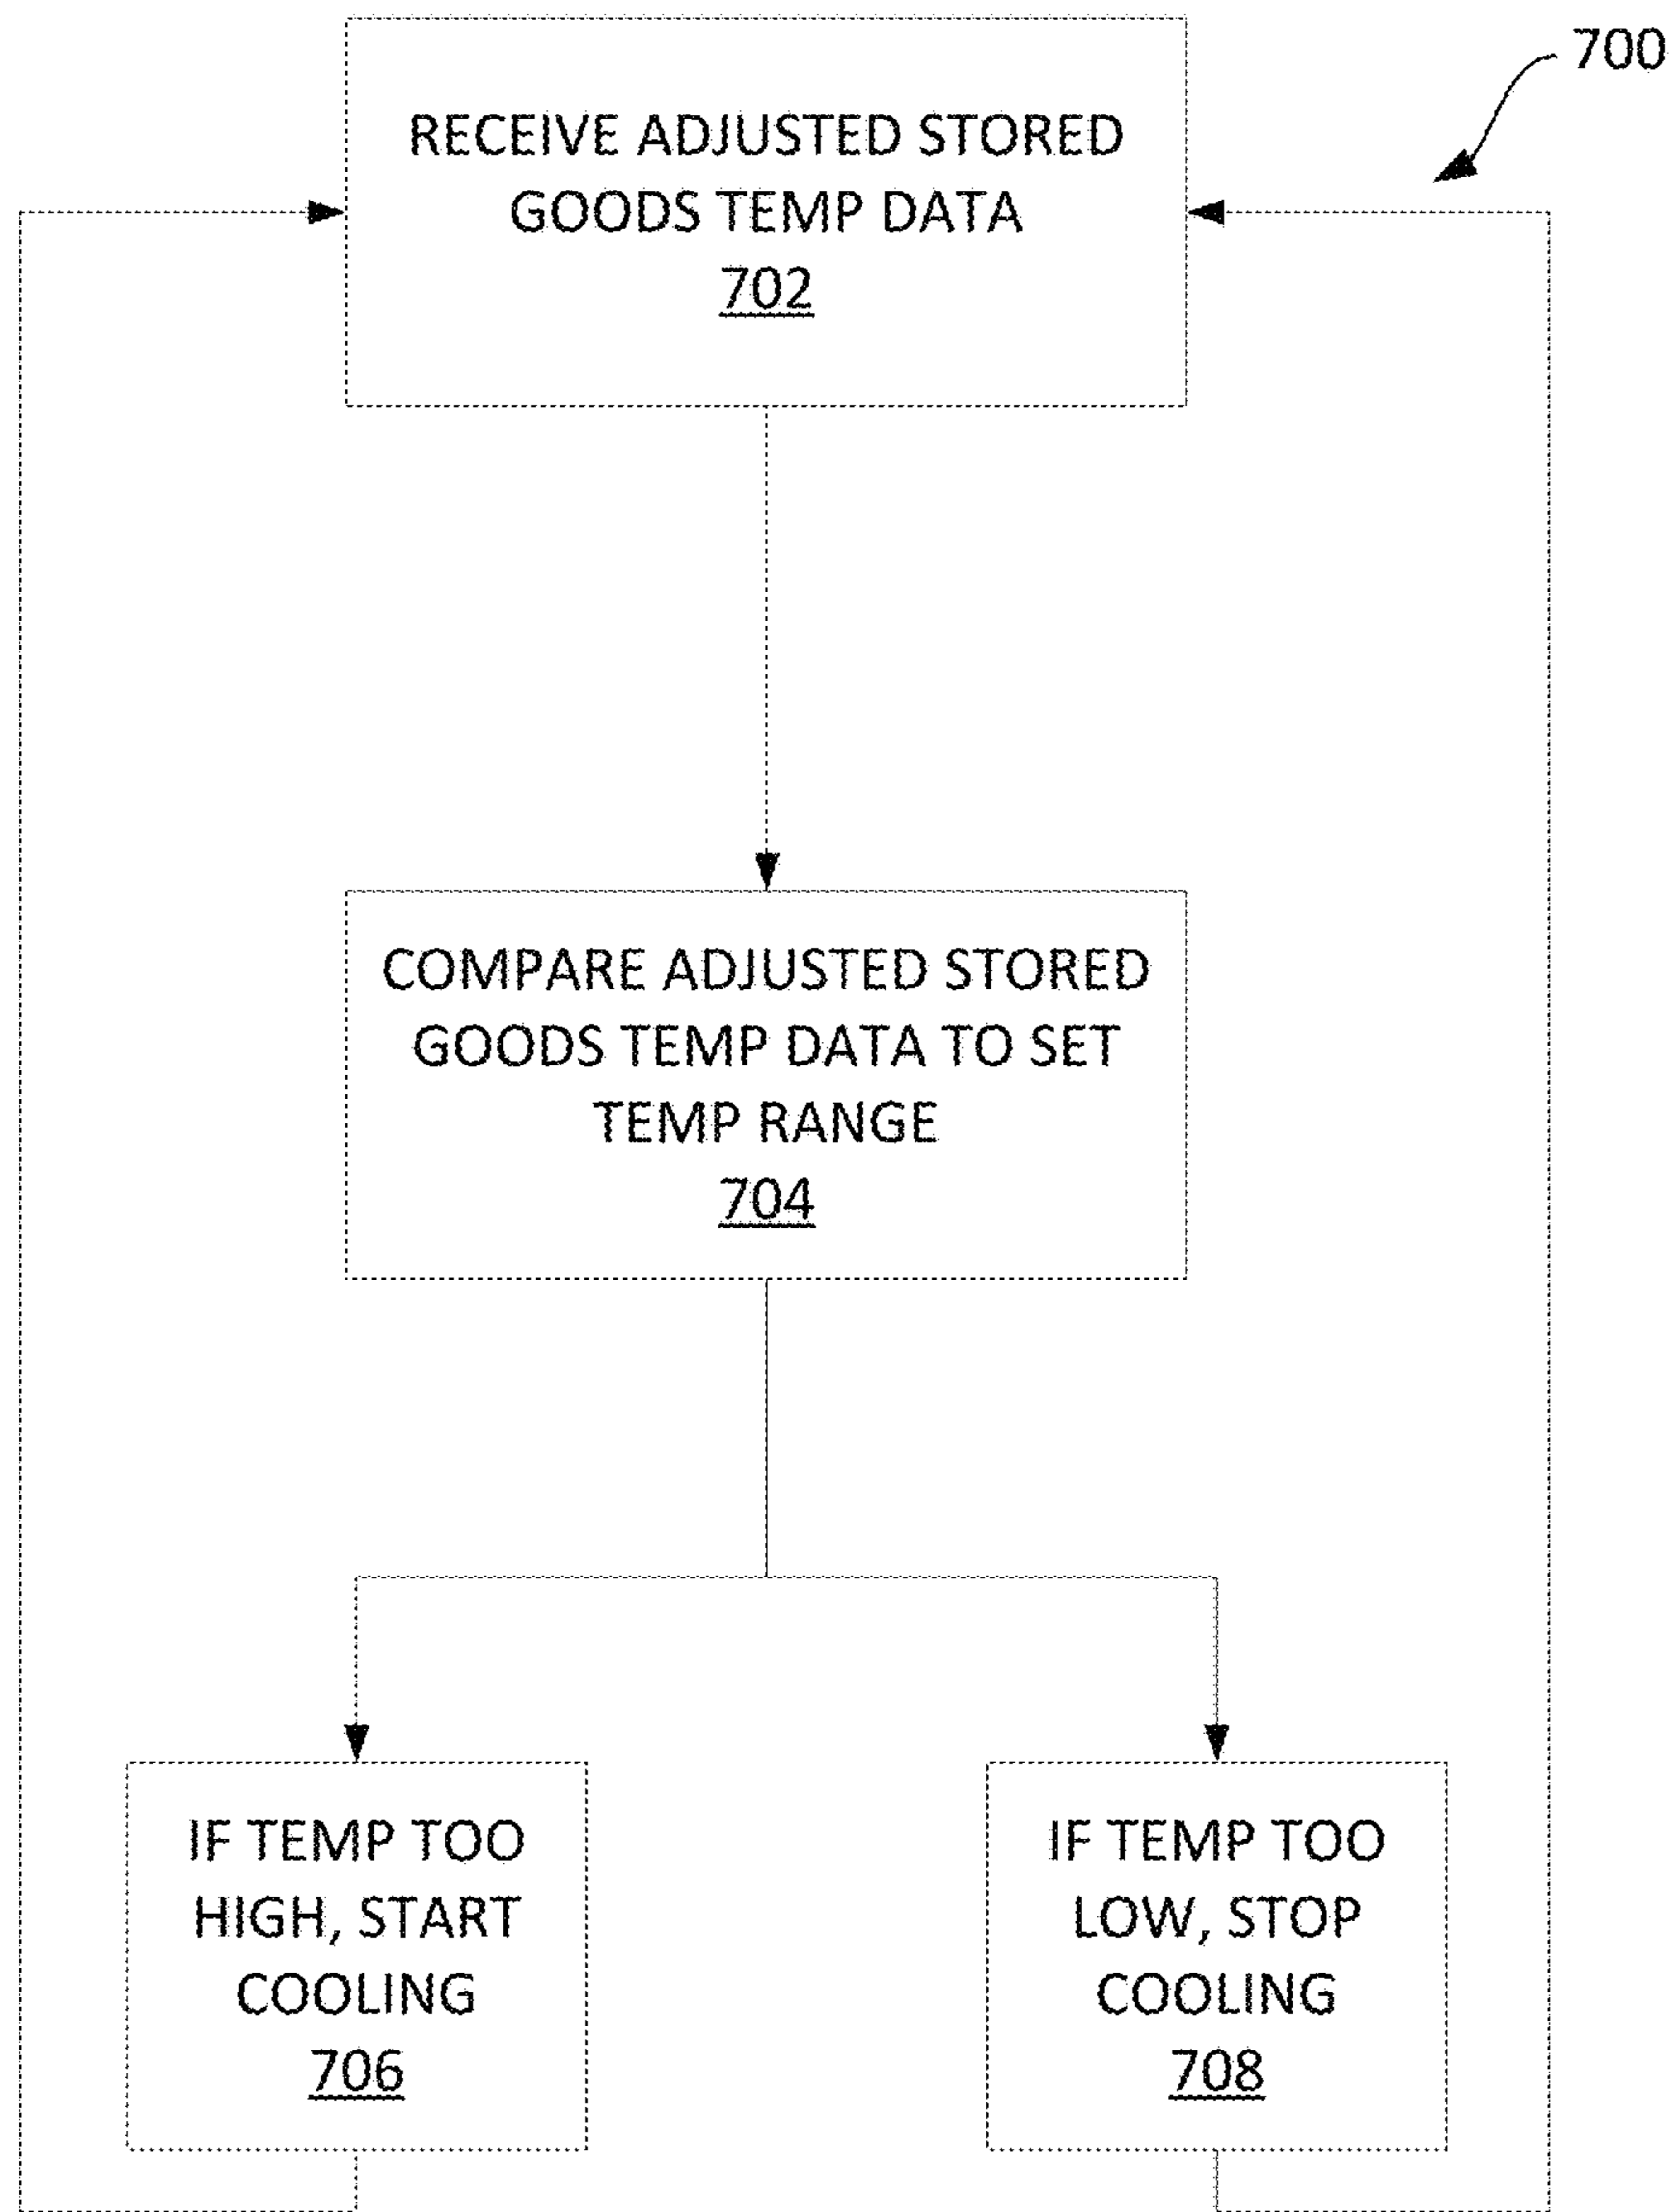 700
RECEIVE ADJUSTED STORED
GOODS TEMP DATA
702
COMPARE ADJUSTED STORED
GOODS TEMP DATA TO SET
TEMP RANGE
704
IF TEMP TOO
HIGH, START
COOLING
706
IF TEMP TOO
LOW, STOP
COOLING
708